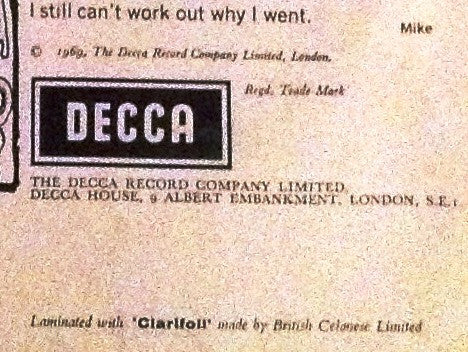 I still can't work out why I went.
Mike
© 1969, The Decca Record Company Limited, London.
Regd. Trade Mark
DECCA
THE DECCA RECORD COMPANY LIMITED
DECCA HOUSE, 9 ALBERT EMBANKMENT, LONDON, S.E.1
Laminated with 'Clarifoil' made by British Celanese Limited